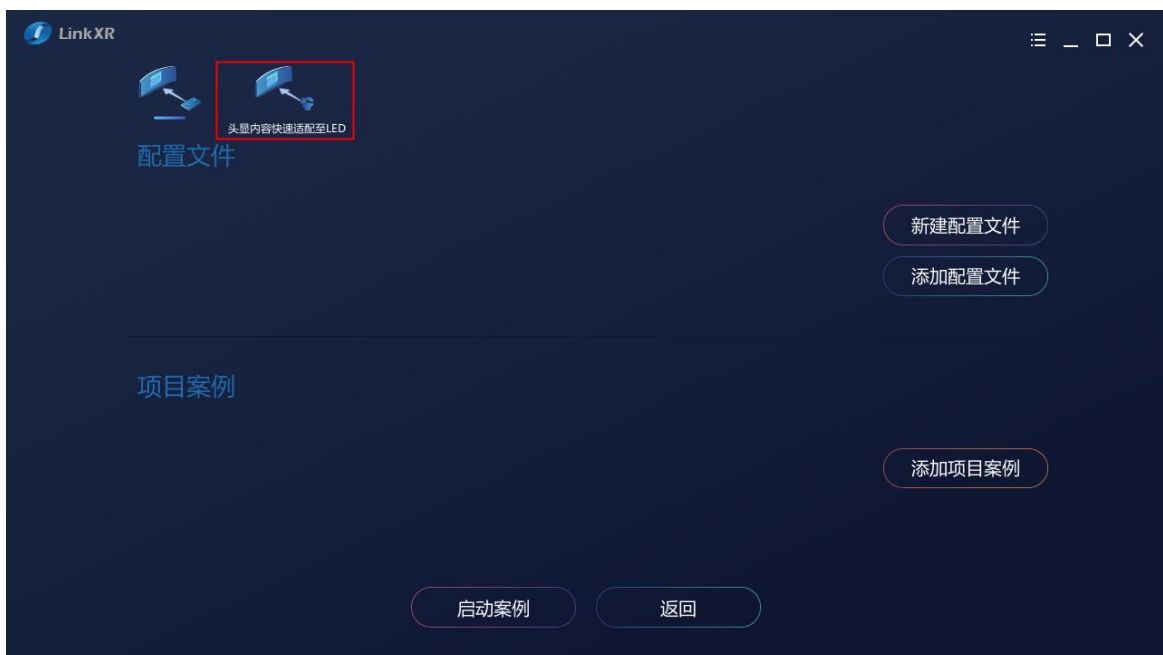 LinkXR
头显内容快速适配至LED
配置文件
新建配置文件
添加配置文件
项目案例
添加项目案例
启动案例
返回